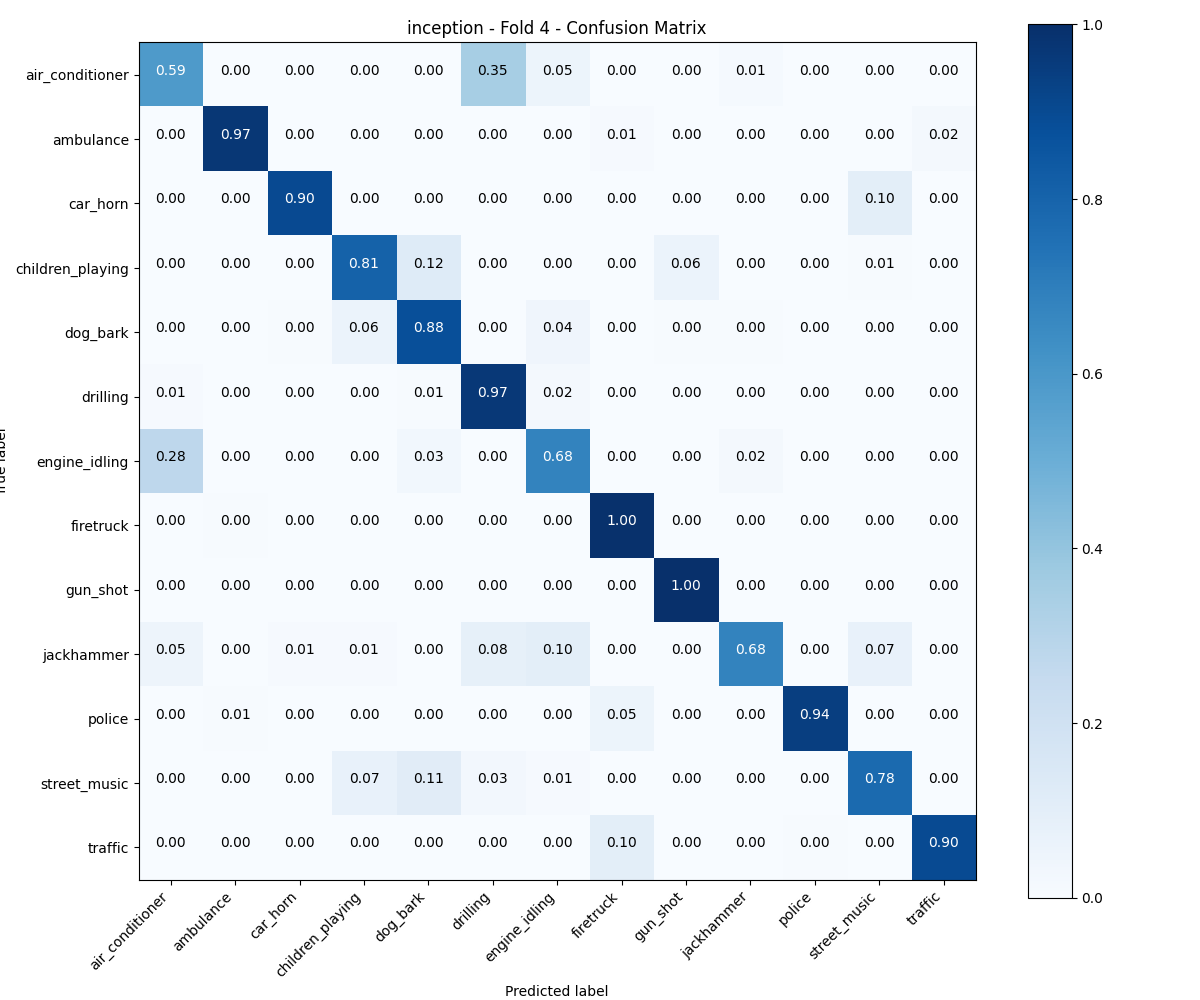 inception - Fold 4 - Confusion Matrix
air_conditioner 0.59 0.00 0.00 0.00 0.00 0.35 0.05 0.00 0.00 0.01 0.00 0.00 0.00
ambulance 0.00 0.97 0.00 0.00 0.00 0.00 0.00 0.01 0.00 0.00 0.00 0.00 0.02
car_horn 0.00 0.00 0.90 0.00 0.00 0.00 0.00 0.00 0.00 0.00 0.00 0.10 0.00
children_playing 0.00 0.00 0.00 0.81 0.12 0.00 0.00 0.00 0.06 0.00 0.00 0.01 0.00
dog_bark 0.00 0.00 0.00 0.06 0.88 0.00 0.04 0.00 0.00 0.00 0.00 0.00 0.00
drilling 0.01 0.00 0.00 0.00 0.01 0.97 0.02 0.00 0.00 0.00 0.00 0.00 0.00
engine_idling 0.28 0.00 0.00 0.00 0.03 0.00 0.68 0.00 0.00 0.02 0.00 0.00 0.00
firetruck 0.00 0.00 0.00 0.00 0.00 0.00 0.00 1.00 0.00 0.00 0.00 0.00 0.00
gun_shot 0.00 0.00 0.00 0.00 0.00 0.00 0.00 0.00 1.00 0.00 0.00 0.00 0.00
jackhammer 0.05 0.00 0.01 0.01 0.00 0.08 0.10 0.00 0.00 0.68 0.00 0.07 0.00
police 0.00 0.01 0.00 0.00 0.00 0.00 0.00 0.05 0.00 0.00 0.94 0.00 0.00
street_music 0.00 0.00 0.00 0.07 0.11 0.03 0.01 0.00 0.00 0.00 0.00 0.78 0.00
traffic 0.00 0.00 0.00 0.00 0.00 0.00 0.00 0.10 0.00 0.00 0.00 0.00 0.90
air_conditioner ambulance car_horn children_playing dog_bark drilling engine_idling firetruck gun_shot jackhammer police street_music traffic
Predicted label
label
1.0
0.8
0.6
0.4
0.2
0.0